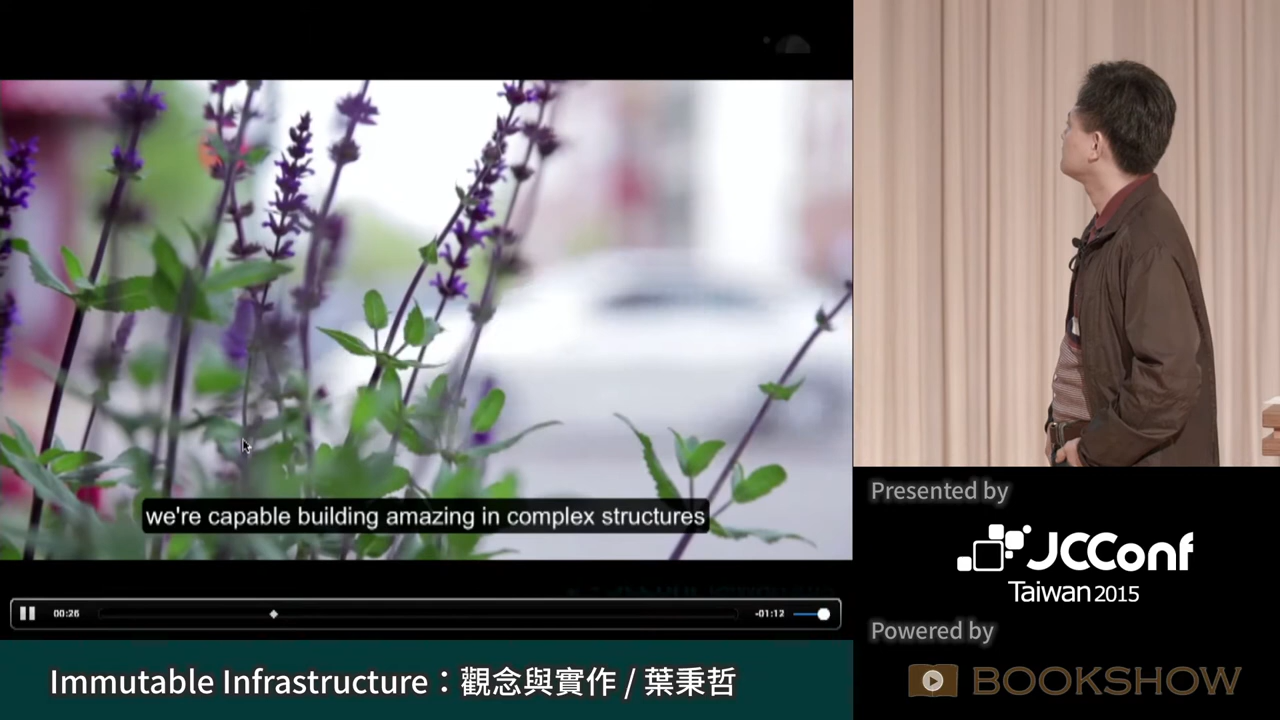 we're capable building amazing in complex structures
00:26
-01:12
Immutable Infrastructure：觀念與實作 / 葉秉哲
Presented by
JCConf
Taiwan 2015
Powered by
BOOKSHOW